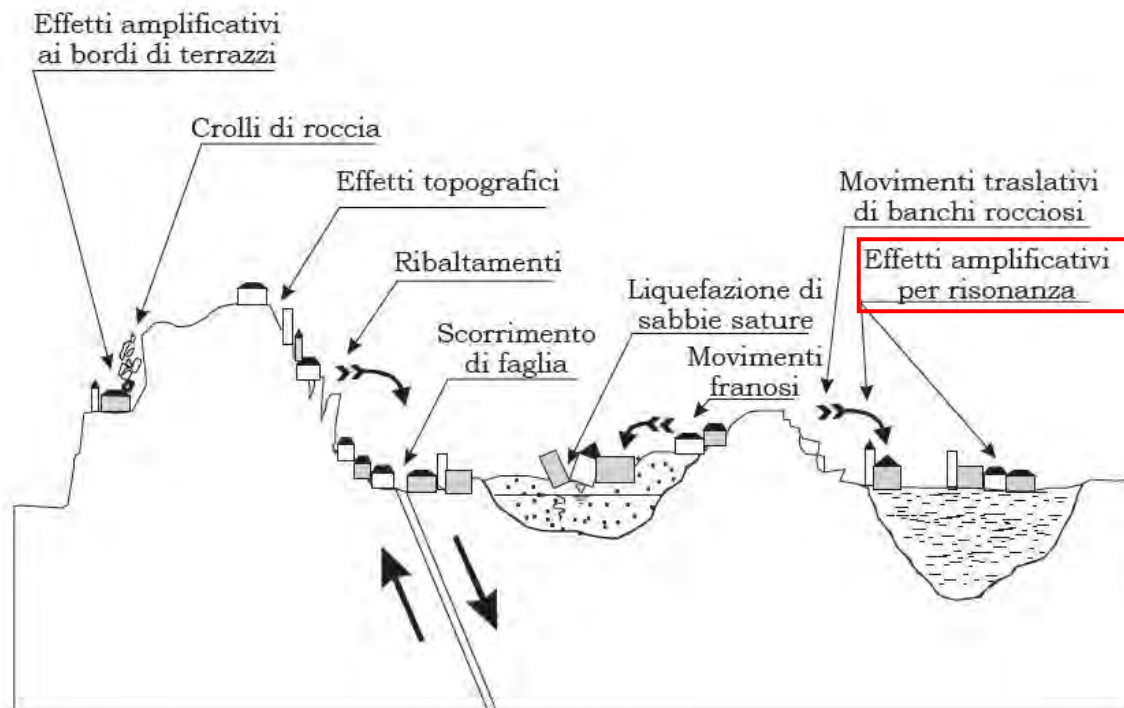 Effetti amplificativi
ai bordi di terrazzi
Crolli di roccia
Effetti topografici
Ribaltamenti
Scorrimento
di faglia
Liquefazione di
sabbie sature
Movimenti
franosi
Movimenti traslativi
di banchi rocciosi
Effetti amplificativi
per risonanza